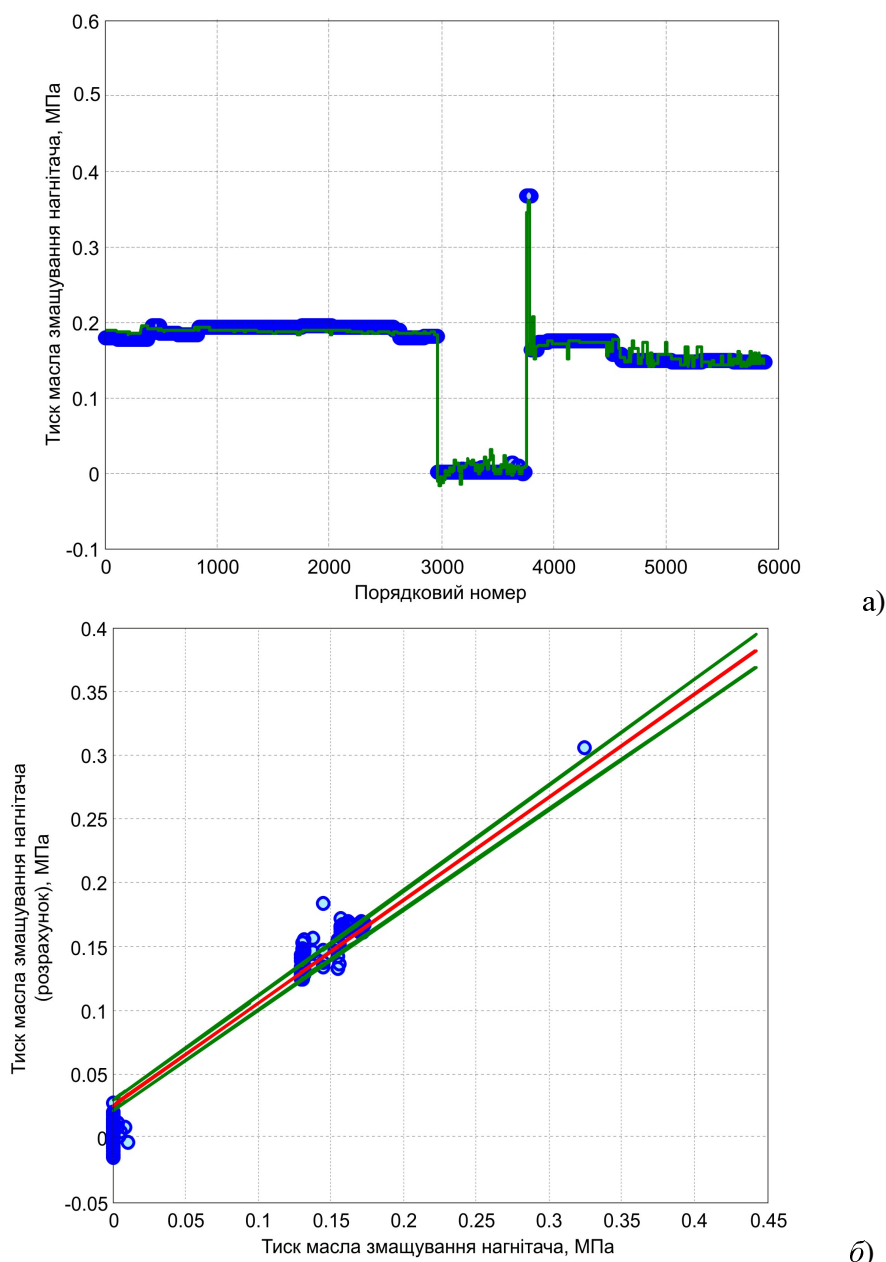 0.6
0.5
0.4
0.3
0.2
0.1
0
-0.1
Тиск масла змащування нагнітача, МПа
0 1000 2000 3000 4000 5000 6000
Порядковий номер
а)
0.4
0.35
0.3
0.25
0.2
0.15
0.1
0.05
0
-0.05
Тиск масла змащування нагнітача
(розрахунок), МПа
0 0.05 0.1 0.15 0.2 0.25 0.3 0.35 0.4 0.45
Тиск масла змащування нагнітача, МПа
б)